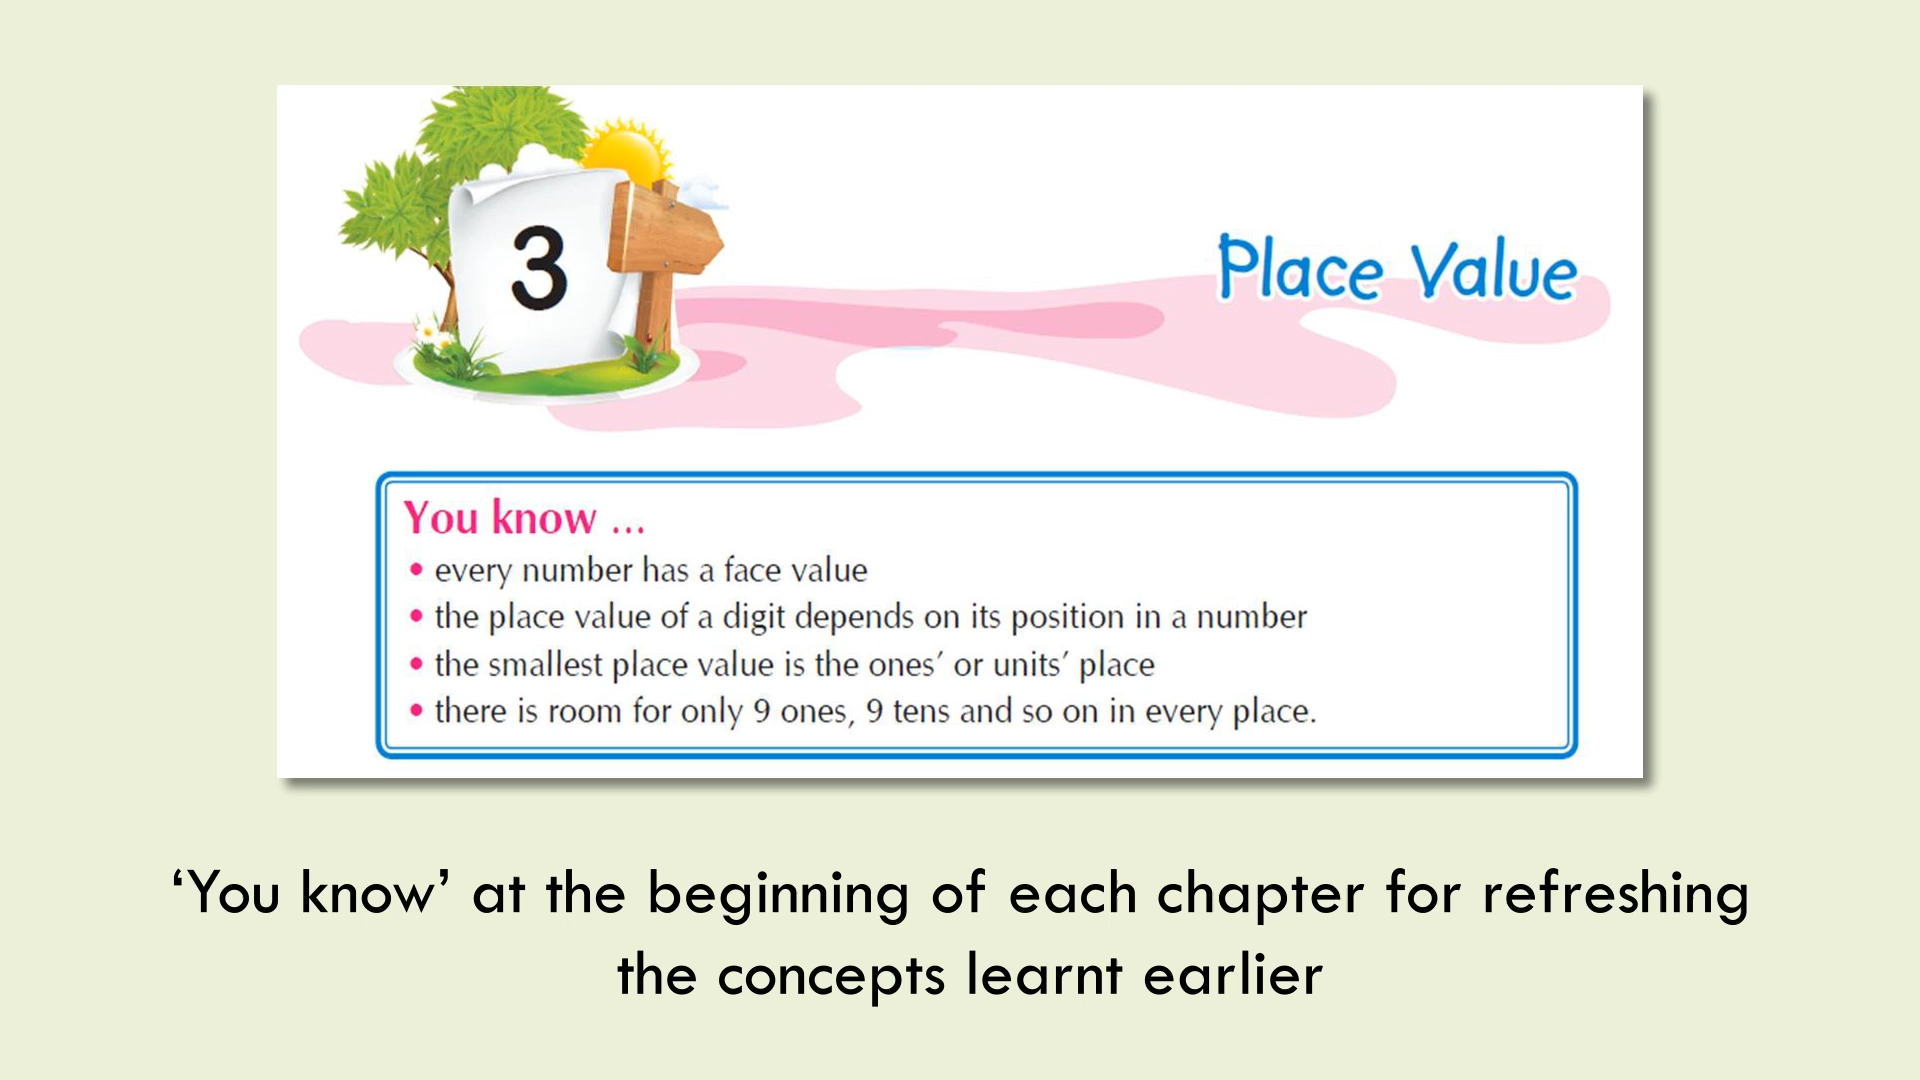 3
Place Value
You know ...
• every number has a face value
• the place value of a digit depends on its position in a number
• the smallest place value is the ones’ or units’ place
• there is room for only 9 ones, 9 tens and so on in every place.
‘You know’ at the beginning of each chapter for refreshing
the concepts learnt earlier